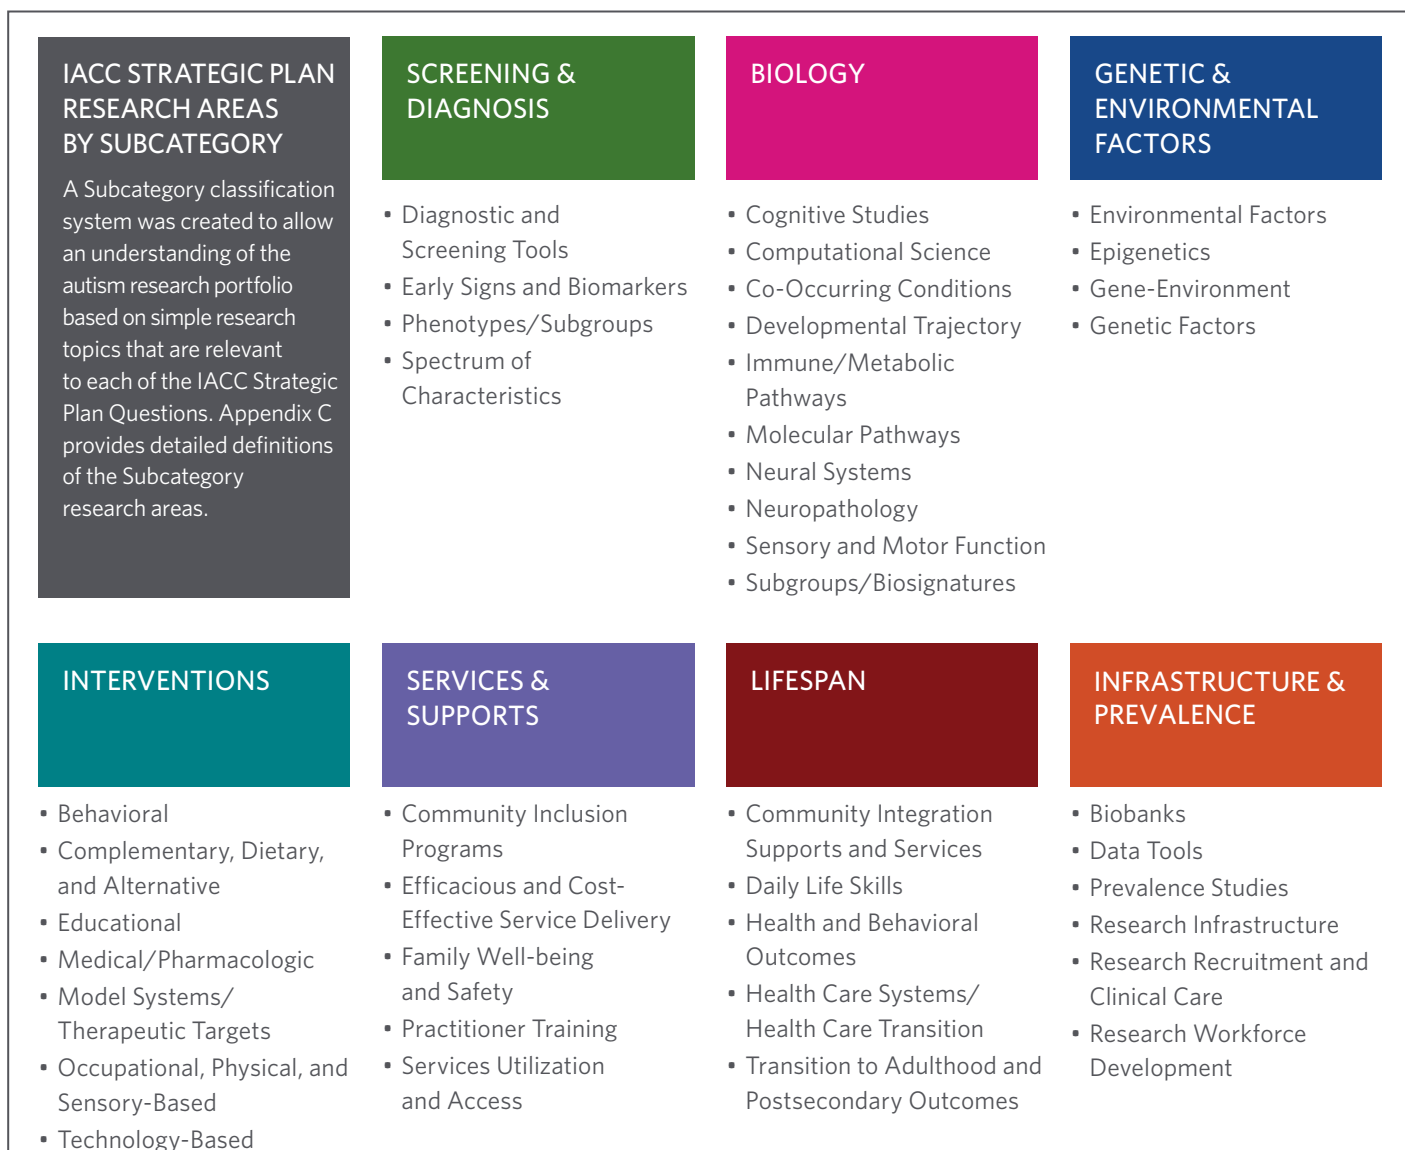 IACC STRATEGIC PLAN
RESEARCH AREAS
BY SUBCATEGORY
A Subcategory classification
system was created to allow
an understanding of the
autism research portfolio
based on simple research
topics that are relevant
to each of the IACC Strategic
Plan Questions. Appendix C
provides detailed definitions
of the Subcategory
research areas.
SCREENING &
DIAGNOSIS
• Diagnostic and
Screening Tools
• Early Signs and Biomarkers
• Phenotypes/Subgroups
• Spectrum of
Characteristics
BIOLOGY
• Cognitive Studies
• Computational Science
• Co-Occurring Conditions
• Developmental Trajectory
• Immune/Metabolic
Pathways
• Molecular Pathways
• Neural Systems
• Neuropathology
• Sensory and Motor Function
• Subgroups/Biosignatures
GENETIC &
ENVIRONMENTAL
FACTORS
• Environmental Factors
• Epigenetics
• Gene-Environment
• Genetic Factors
INTERVENTIONS
• Behavioral
• Complementary, Dietary,
and Alternative
• Educational
• Medical/Pharmacologic
• Model Systems/
Therapeutic Targets
• Occupational, Physical, and
Sensory-Based
• Technology-Based
SERVICES &
SUPPORTS
• Community Inclusion
Programs
• Efficacious and Cost-
Effective Service Delivery
• Family Well-being
and Safety
• Practitioner Training
• Services Utilization
and Access
LIFESPAN
• Community Integration
Supports and Services
• Daily Life Skills
• Health and Behavioral
Outcomes
• Health Care Systems/
Health Care Transition
• Transition to Adulthood and
Postsecondary Outcomes
INFRASTRUCTURE &
PREVALENCE
• Biobanks
• Data Tools
• Prevalence Studies
• Research Infrastructure
• Research Recruitment and
Clinical Care
• Research Workforce
Development